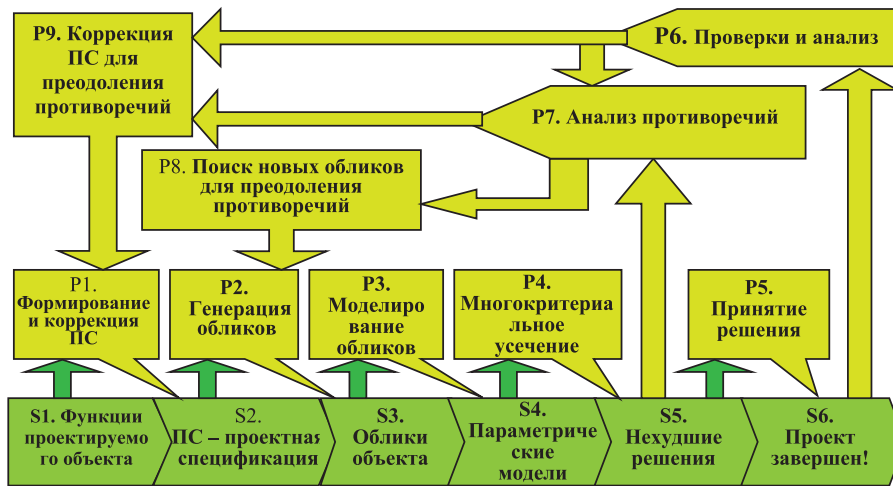 P9. Коррекция
ПС для
преодоления
противоречий
P6. Проверки и анализ
P7. Анализ противоречий
P8. Поиск новых обликов
для преодоления
противоречий
P1.
Формирование
и коррекция
ПС
P2.
Генерация
обликов
P3.
Моделиро
вание
обликов
P4.
Многокритериа
льное
усечение
P5.
Принятие
решения
S1. Функции
проектируемо
го объекта
S2.
ПС – проектная
спецификация
S3.
Облики
объекта
S4.
Параметриче
ские
модели
S5.
Нехудшие
решения
S6.
Проект
завершен!